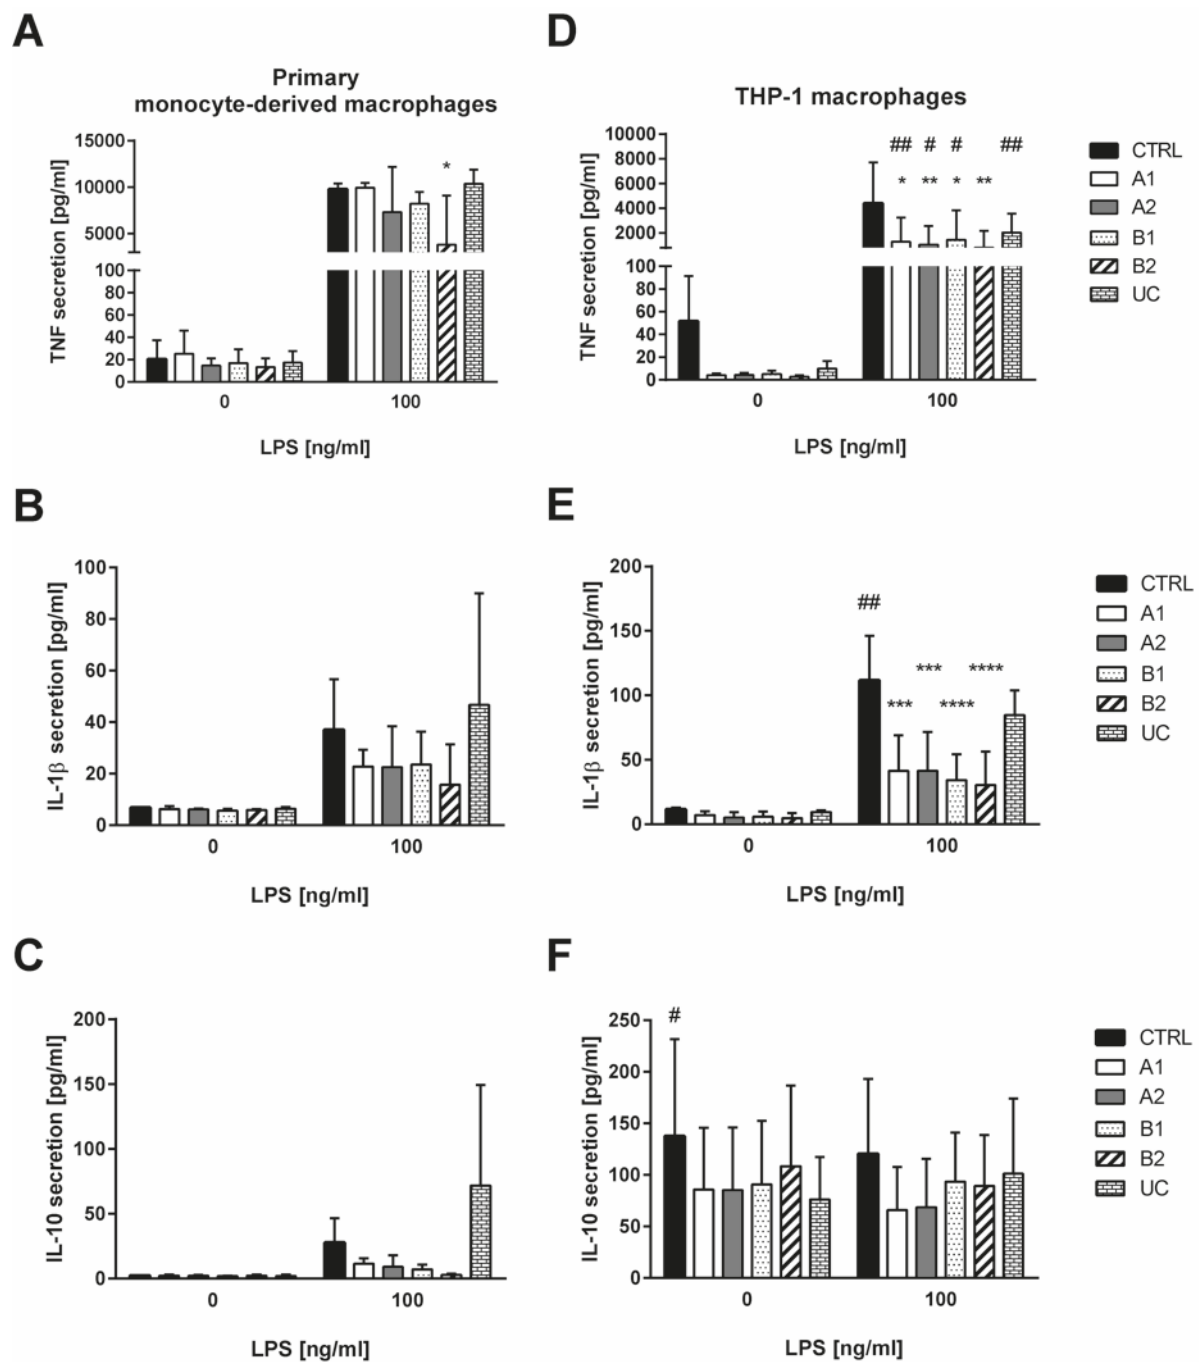 A
Primary
monocyte-derived macrophages
TNF secretion [pg/ml]
15000
10000
5000
100
80
60
40
20
0
*
0 100
LPS [ng/ml]
D
THP-1 macrophages
TNF secretion [pg/ml]
10000
8000
6000
4000
2000
100
80
60
40
20
0
## # # ##
* ** * **
0 100
LPS [ng/ml]
CTRL
A1
A2
B1
B2
UC
B
IL-1β secretion [pg/ml]
100
80
60
40
20
0
0 100
LPS [ng/ml]
E
IL-1β secretion [pg/ml]
200
150
100
50
0
##
*** ****
*** ****
0 100
LPS [ng/ml]
CTRL
A1
A2
B1
B2
UC
C
IL-10 secretion [pg/ml]
200
150
100
50
0
0 100
LPS [ng/ml]
F
IL-10 secretion [pg/ml]
250
200
150
100
50
0
#
0 100
LPS [ng/ml]
CTRL
A1
A2
B1
B2
UC